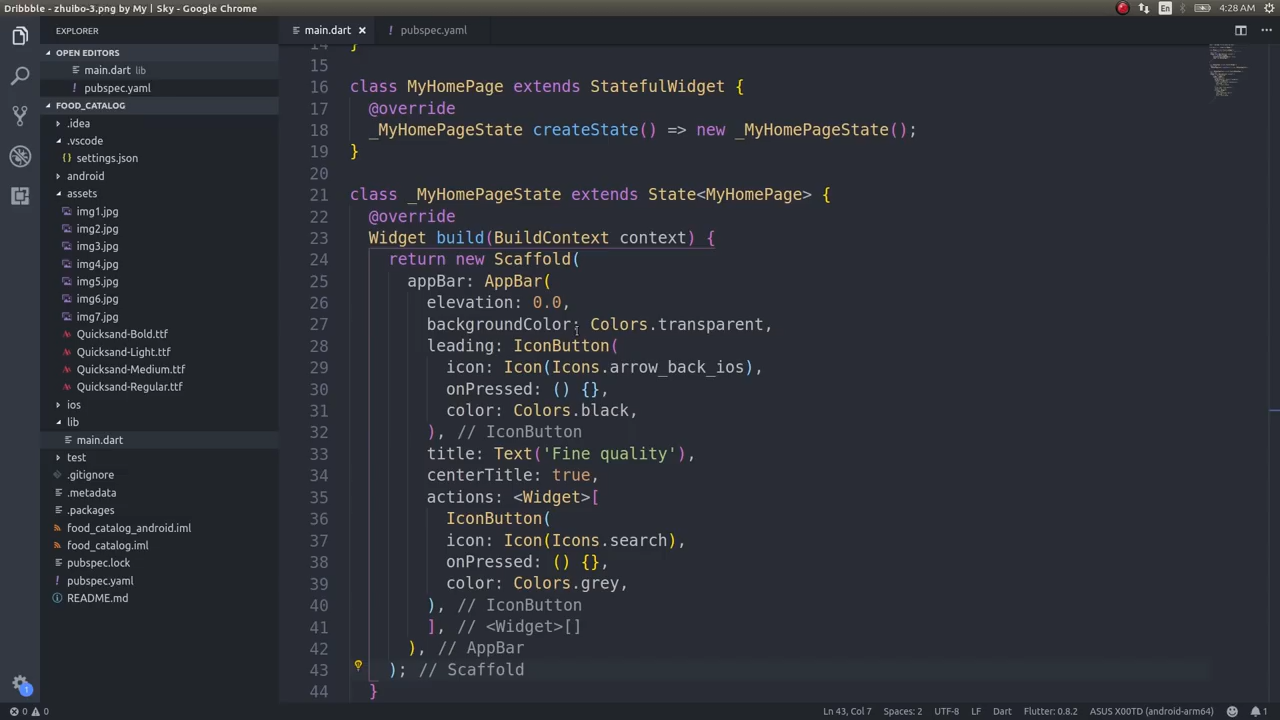 Dribbble - zhuibo-3.png by My | Sky - Google Chrome
En
4:28 AM
EXPLORER
OPEN EDITORS
main.dart lib
pubspec.yaml
FOOD_CATALOG
.idea
.vscode
settings.json
android
assets
img1.jpg
img2.jpg
img3.jpg
img4.jpg
img5.jpg
img6.jpg
img7.jpg
Quicksand-Bold.ttf
Quicksand-Light.ttf
Quicksand-Medium.ttf
Quicksand-Regular.ttf
ios
lib
main.dart
test
.gitignore
.metadata
.packages
food_catalog_android.iml
food_catalog.iml
pubspec.lock
pubspec.yaml
README.md
main.dart
pubspec.yaml
14 }
15
16 class MyHomePage extends StatefulWidget {
17 @override
18 _MyHomePageState createState() => new _MyHomePageState();
19 }
20
21 class _MyHomePageState extends State<MyHomePage> {
22 @override
23 Widget build(BuildContext context) {
24 return new Scaffold(
25 appBar: AppBar(
26 elevation: 0.0,
27 backgroundColor: Colors.transparent,
28 leading: IconButton(
29 icon: Icon(Icons.arrow_back_ios),
30 onPressed: () {},
31 color: Colors.black,
32 ), // IconButton
33 title: Text('Fine quality'),
34 centerTitle: true,
35 actions: <Widget>[
36 IconButton(
37 icon: Icon(Icons.search),
38 onPressed: () {},
39 color: Colors.grey,
40 ), // IconButton
41 ], // <Widget>[]
42 ), // AppBar
43 ); // Scaffold
44 }
1
0 0
Ln 43, Col 7
Spaces: 2
UTF-8
LF
Dart
Flutter: 0.8.2
ASUS X00TD (android-arm64)
1